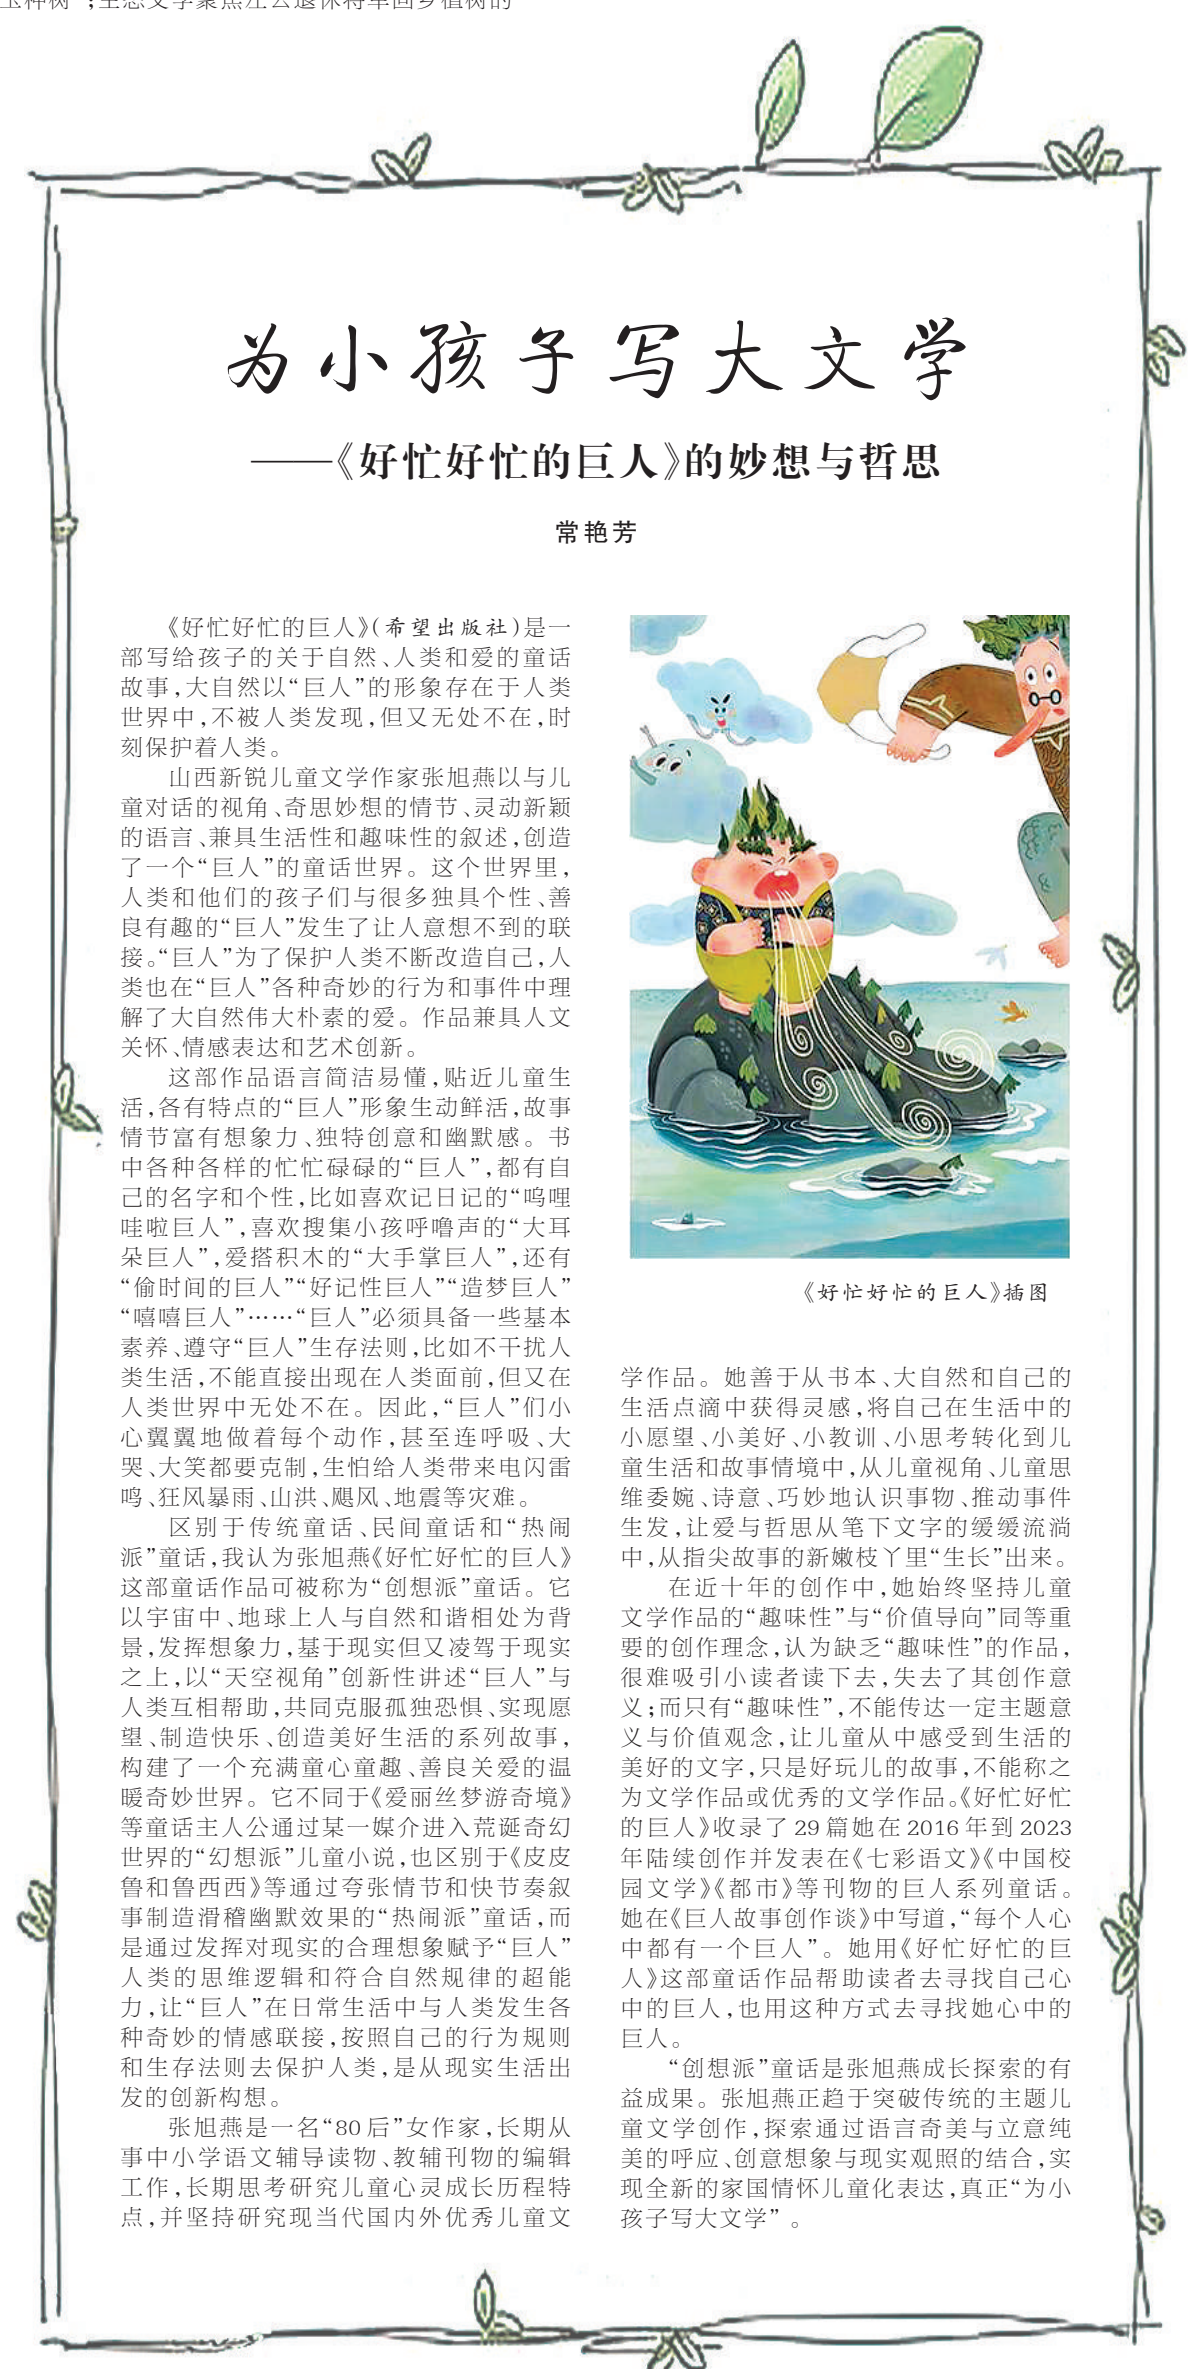 为小孩子写大文学
——《好忙好忙的巨人》的妙想与哲思
常艳芳
《好忙好忙的巨人》(希望出版社)是一
部写给孩子的关于自然、人类和爱的童话
故事,大自然以“巨人”的形象存在于人类
世界中,不被人类发现,但又无处不在,时
刻保护着人类。
山西新锐儿童文学作家张旭燕以与儿
童对话的视角、奇思妙想的情节、灵动新颖
的语言、兼具生活性和趣味性的叙述,创造
了一个“巨人”的童话世界。这个世界里,
人类和他们的孩子们与很多独具个性、善
良有趣的“巨人”发生了让人意想不到的联
接。“巨人”为了保护人类不断改造自己,人
类也在“巨人”各种奇妙的行为和事件中理
解了大自然伟大朴素的爱。作品兼具人文
关怀、情感表达和艺术创新。
这部作品语言简洁易懂,贴近儿童生
活,各有特点的“巨人”形象生动鲜活,故事
情节富有想象力、独特创意和幽默感。书
中各种各样的忙忙碌碌的“巨人”,都有自
己的名字和个性,比如喜欢记日记的“呜哩
哇啦巨人”,喜欢搜集小孩呼噜声的“大耳
朵巨人”,爱搭积木的“大手掌巨人”,还有
“偷时间的巨人”“好记性巨人”“造梦巨人”
“嘻嘻巨人”……“巨人”必须具备一些基本
素养、遵守“巨人”生存法则,比如不干扰人
类生活,不能直接出现在人类面前,但又在
人类世界中无处不在。因此,“巨人”们小
心翼翼地做着每个动作,甚至连呼吸、大
哭、大笑都要克制,生怕给人类带来电闪雷
鸣、狂风暴雨、山洪、飓风、地震等灾难。
区别于传统童话、民间童话和“热闹
派”童话,我认为张旭燕《好忙好忙的巨人》
这部童话作品可被称为“创想派”童话。它
以宇宙中、地球上人与自然和谐相处为背
景,发挥想象力,基于现实但又凌驾于现实
之上,以“天空视角”创新性讲述“巨人”与
人类互相帮助,共同克服孤独恐惧、实现愿
望、制造快乐、创造美好生活的系列故事,
构建了一个充满童心童趣、善良关爱的温
暖奇妙世界。它不同于《爱丽丝梦游奇境》
等童话主人公通过某一媒介进入荒诞奇幻
世界的“幻想派”儿童小说,也区别于《皮皮
鲁和鲁西西》等通过夸张情节和快节奏叙
事制造滑稽幽默效果的“热闹派”童话,而
是通过发挥对现实的合理想象赋予“巨人”
人类的思维逻辑和符合自然规律的超能
力,让“巨人”在日常生活中与人类发生各
种奇妙的情感联接,按照自己的行为规则
和生存法则去保护人类,是从现实生活出
发的创新构想。
张旭燕是一名“80后”女作家,长期从
事中小学语文辅导读物、教辅刊物的编辑
工作,长期思考研究儿童心灵成长历程特
点,并坚持研究现当代国内外优秀儿童文
《好忙好忙的巨人》插图
学作品。她善于从书本、大自然和自己的
生活点滴中获得灵感,将自己在生活中的
小愿望、小美好、小教训、小思考转化到儿
童生活和故事情境中,从儿童视角、儿童思
维委婉、诗意、巧妙地认识事物、推动事件
生发,让爱与哲思从笔下文字的缓缓流淌
中,从指尖故事的新嫩枝丫里“生长”出来。
在近十年的创作中,她始终坚持儿童
文学作品的“趣味性”与“价值导向”同等重
要的创作理念,认为缺乏“趣味性”的作品,
很难吸引小读者读下去,失去了其创作意
义;而只有“趣味性”,不能传达一定主题意
义与价值观念,让儿童从中感受到生活的
美好的文字,只是好玩儿的故事,不能称之
为文学作品或优秀的文学作品。《好忙好忙
的巨人》收录了29篇她在2016年到2023
年陆续创作并发表在《七彩语文》《中国校
园文学》《都市》等刊物的巨人系列童话。
她在《巨人故事创作谈》中写道,“每个人心
中都有一个巨人”。她用《好忙好忙的巨
人》这部童话作品帮助读者去寻找自己心
中的巨人,也用这种方式去寻找她心中的
巨人。
“创想派”童话是张旭燕成长探索的有
益成果。张旭燕正趋于突破传统的主题儿
童文学创作,探索通过语言奇美与立意纯
美的呼应、创意想象与现实观照的结合,实
现全新的家国情怀儿童化表达,真正“为小
孩子写大文学”。